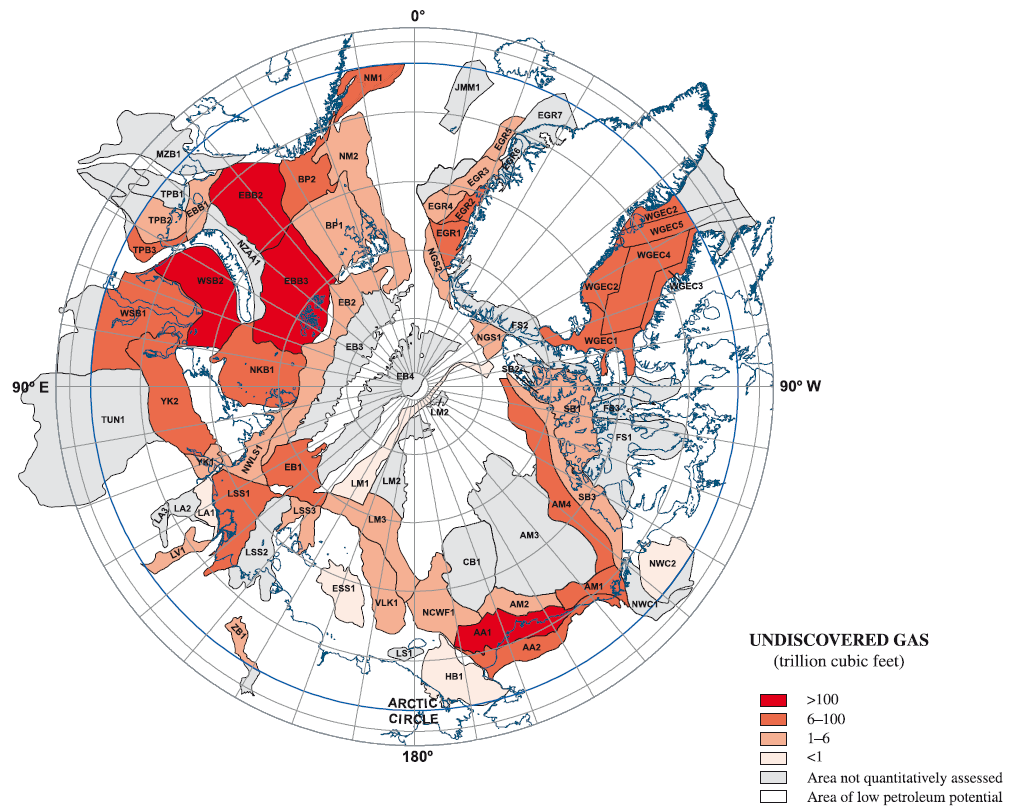 0°
NM1
JMM1
EGR7
EGR5
MZB1
EGR6
NM2
BP2
EGR3
TPB1
EBB2
EBB1
EGR4
EGR2
WGEC2
TPB2
BP1
EGR1
WGEC5
TPB3
NZAA1
NGS2
WGEC4
WSB2
EBB3
WGEC2
WGEC3
EB2
WSB1
FS2
NGS1
WGEC1
EB3
NKB1
SB2
EB4
90° E
90° W
YK2
LM2
SB1
FS3
TUN1
FS1
YK1
NWLS1
EB1
LM1
LM2
LSS1
SB3
LA3
LA2
LA1
LSS3
LM3
AM4
LV1
LSS2
AM3
CB1
NWC2
ESS1
AM1
VLK1
NCWF1
AM2
NWC1
ZB1
AA1
AA2
LS1
HB1
ARCTIC
CIRCLE
180°
UNDISCOVERED GAS
(trillion cubic feet)
>100
6–100
1–6
<1
Area not quantitatively assessed
Area of low petroleum potential